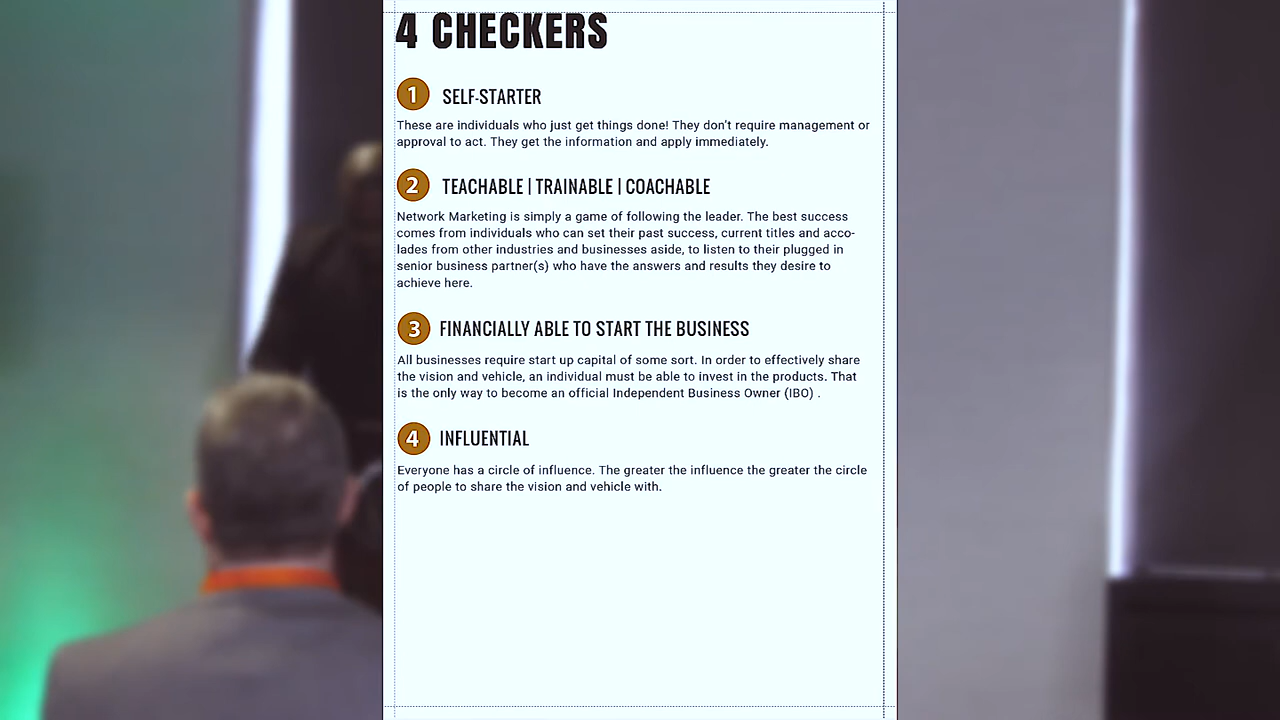 4 CHECKERS
1 SELF-STARTER
These are individuals who just get things done! They don't require management or
approval to act. They get the information and apply immediately.
2 TEACHABLE | TRAINABLE | COACHABLE
Network Marketing is simply a game of following the leader. The best success
comes from individuals who can set their past success, current titles and acco-
lades from other industries and businesses aside, to listen to their plugged in
senior business partner(s) who have the answers and results they desire to
achieve here.
3 FINANCIALLY ABLE TO START THE BUSINESS
All businesses require start up capital of some sort. In order to effectively share
the vision and vehicle, an individual must be able to invest in the products. That
is the only way to become an official Independent Business Owner (IBO) .
4 INFLUENTIAL
Everyone has a circle of influence. The greater the influence the greater the circle
of people to share the vision and vehicle with.